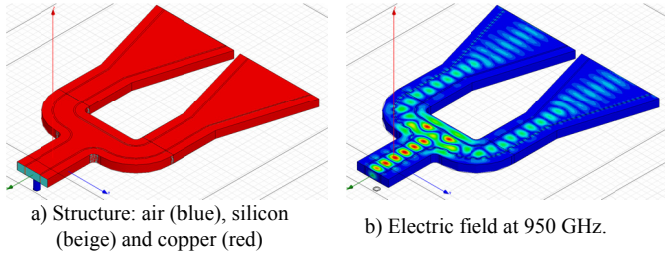 a) Structure: air (blue), silicon
(beige) and copper (red)
b) Electric field at 950 GHz.